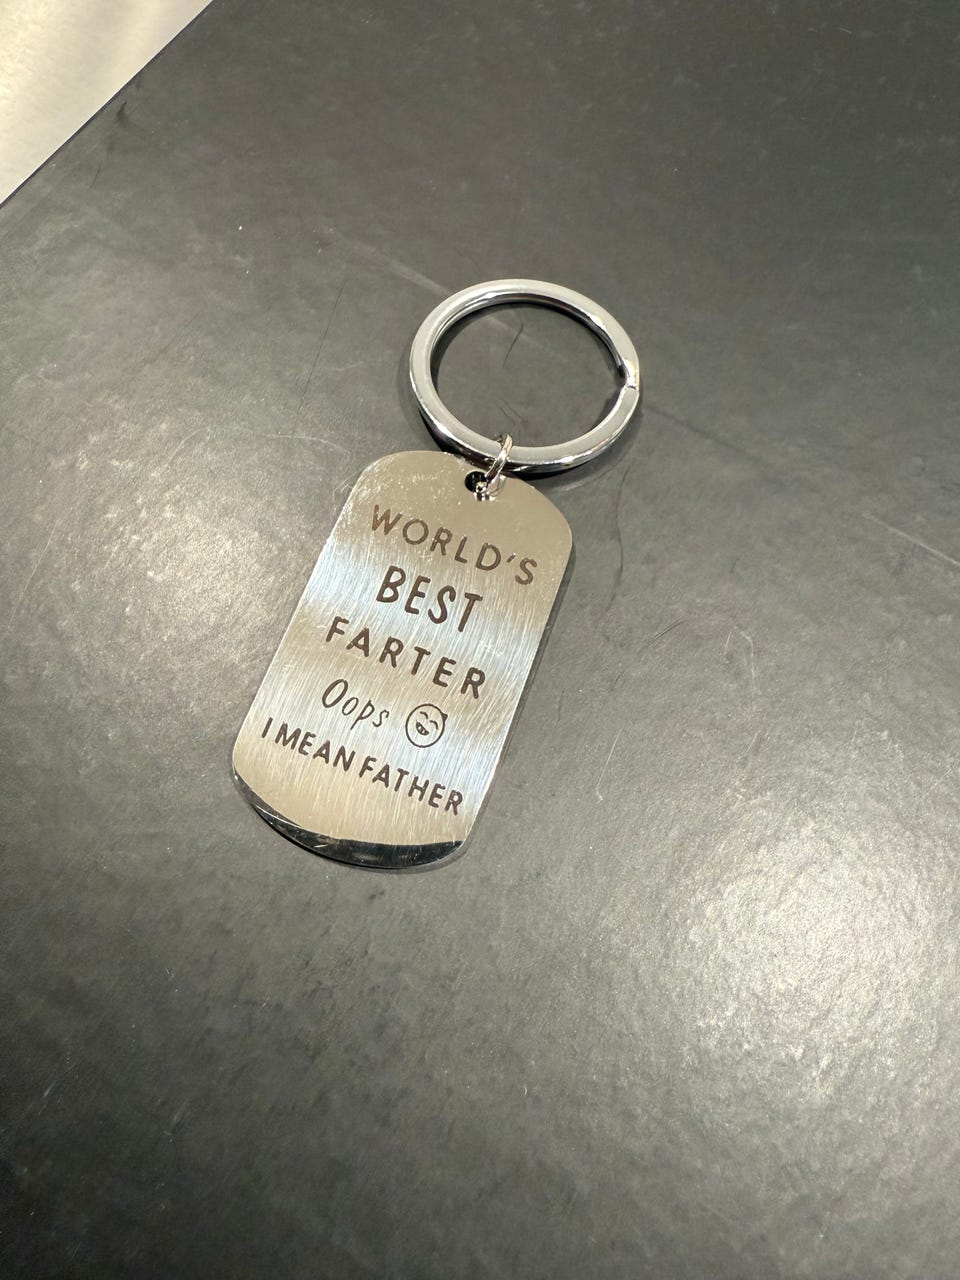 WORLD'S
BEST
FARTER
Oops
I MEAN FATHER